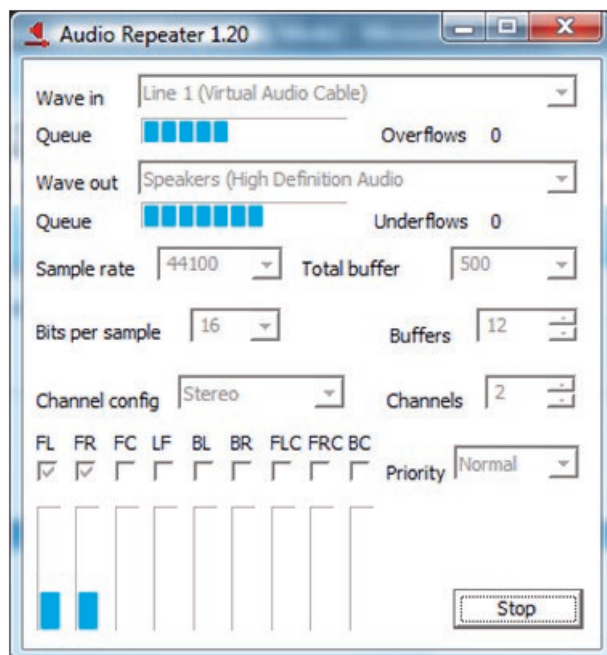 Audio Repeater 1.20
Wave in Line 1 (Virtual Audio Cable)
Queue Overflows 0
Wave out Speakers (High Definition Audio
Queue Underflows 0
Sample rate 44100 Total buffer 500
Bits per sample 16 Buffers 12
Channel config Stereo Channels 2
FL FR FC LF BL BR FLC FRC BC
Priority Normal
Stop